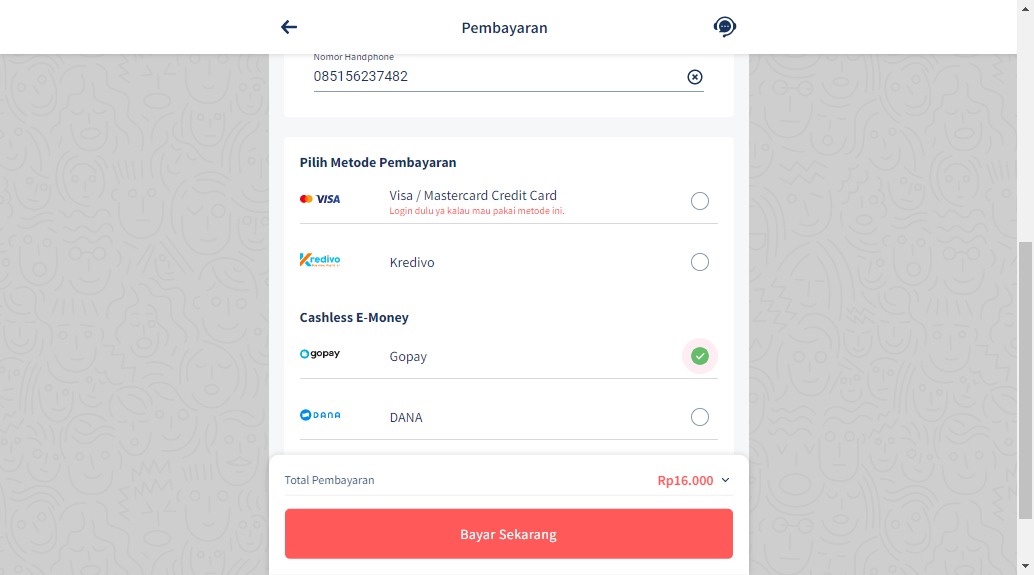 Pembayaran
Nomor Handphone
085156237482
Pilih Metode Pembayaran
VISA
Visa / Mastercard Credit Card
Login dulu ya kalau mau pakai metode ini.
Kredivo
Kredivo
Cashless E-Money
gopay
Gopay
DANA
DANA
Total Pembayaran
Rp16.000
Bayar Sekarang